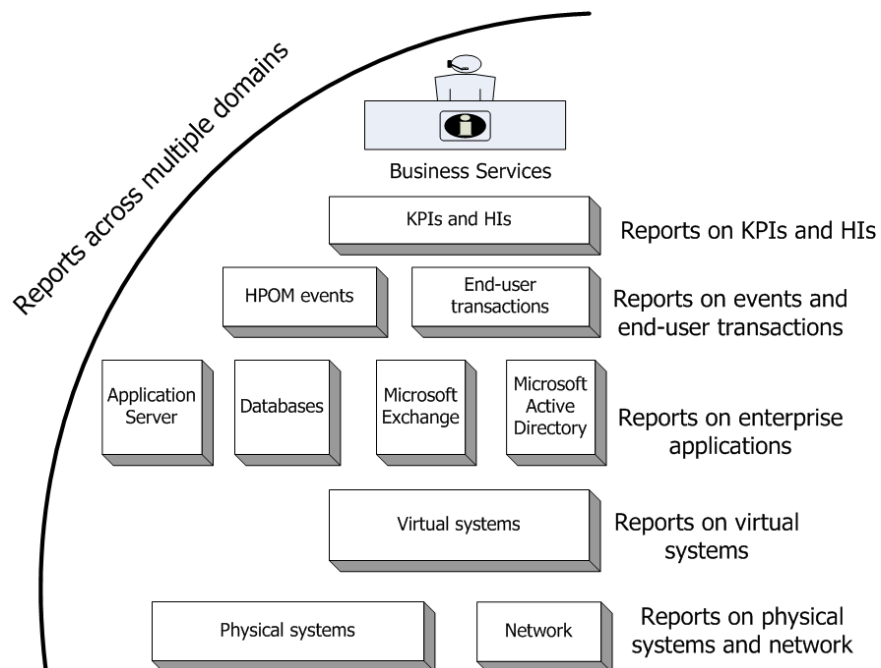 Reports across multiple domains
Business Services
KPIs and HIs
Reports on KPIs and HIs
HPOM events
End-user
transactions
Reports on events and
end-user transactions
Application
Server
Databases
Microsoft
Exchange
Microsoft
Active
Directory
Reports on enterprise
applications
Virtual systems
Reports on virtual
systems
Physical systems
Network
Reports on physical
systems and network